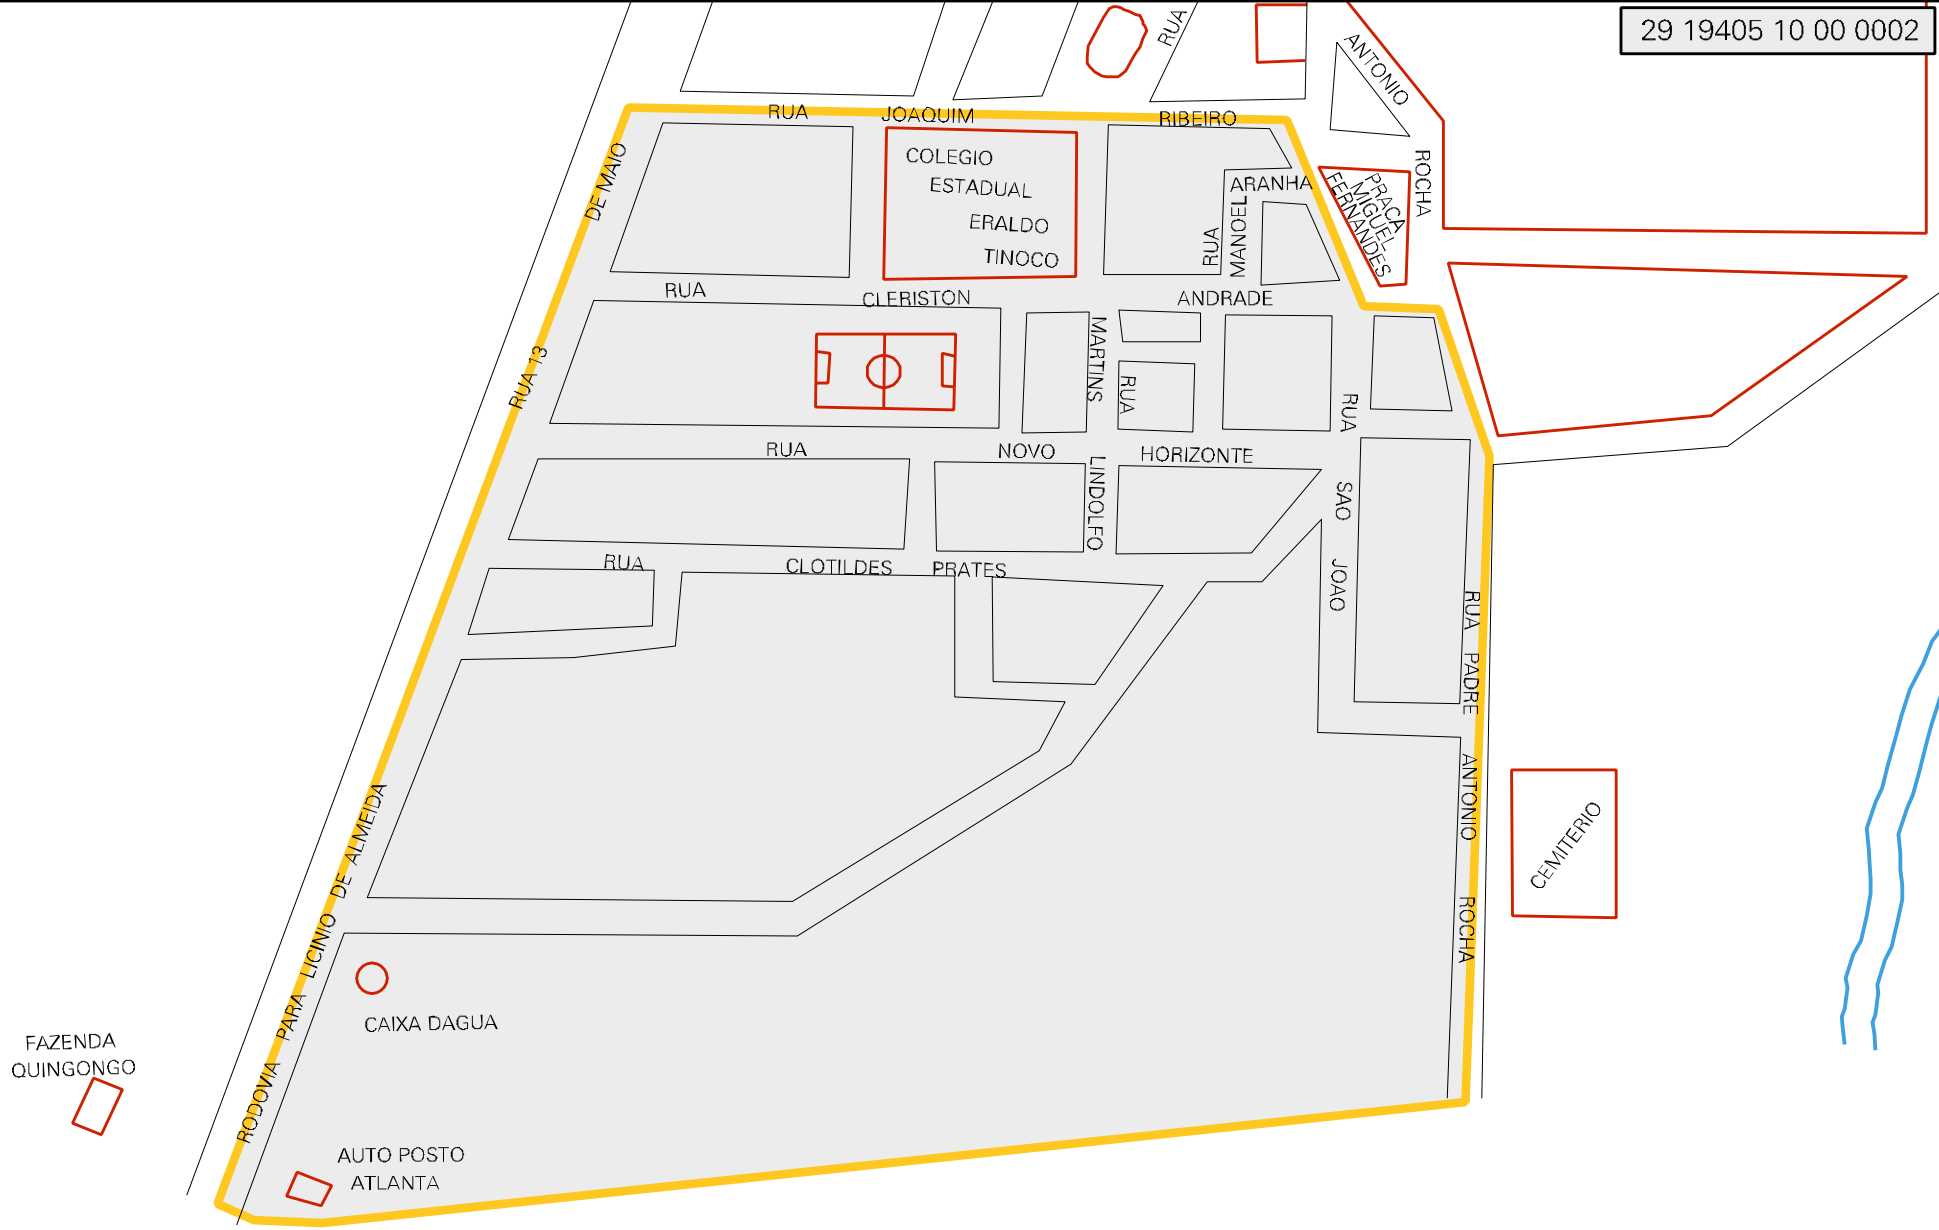 29 19405 10 00 0002
RUA
ANTONIO
ROCHA
RUA JOAQUIM RIBEIRO
DE MAIO
RUA 13
COLEGIO
ESTADUAL
ERALDO
TINOCO
ARANHA
MANOEL
RUA
PRACA
MIGUEL
FERNANDES
RUA CLERISTON ANDRADE
MARTINS
RUA
LINDOLFO
RUA
SAO
JOAO
RUA NOVO HORIZONTE
RUA CLOTILDES PRATES
RUA PADRE ANTONIO ROCHA
CEMITERIO
RODOVIA PARA LICINIO DE ALMEIDA
CAIXA DAGUA
FAZENDA
QUINGONGO
AUTO POSTO
ATLANTA